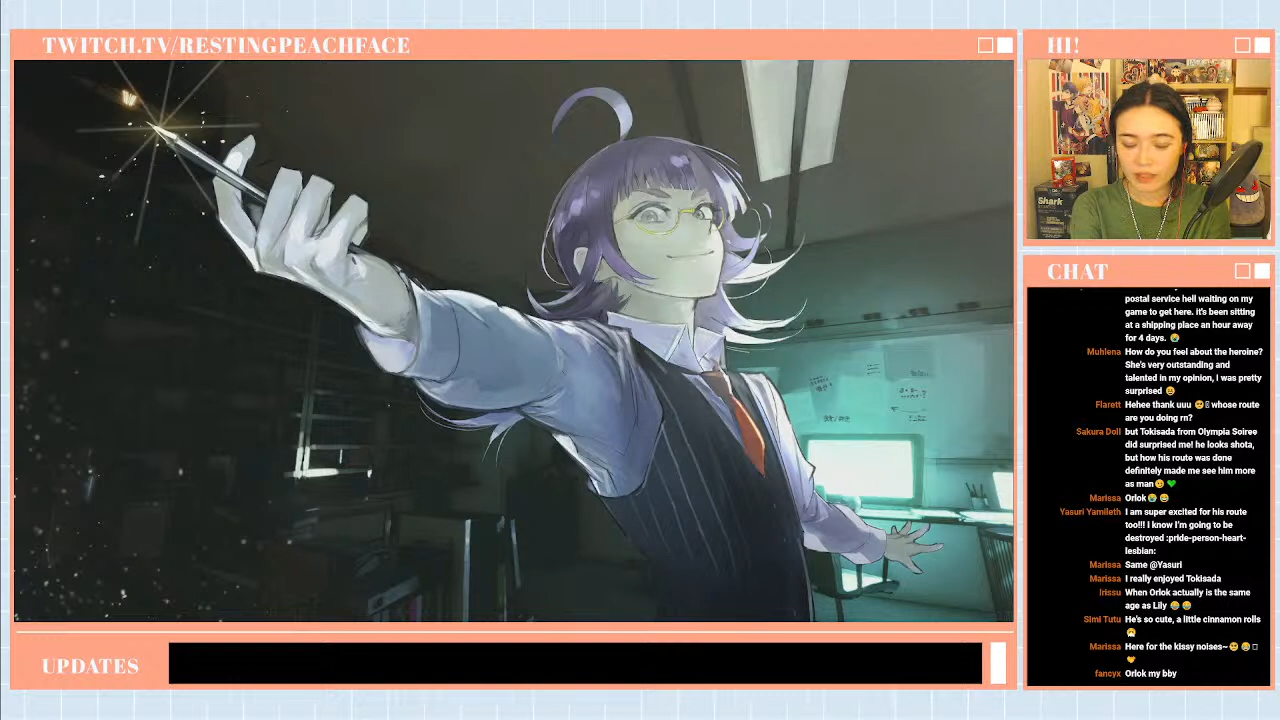 TWITCH.TV/RESTINGPEACHFACE
HI!
Shark
CHAT
postal service hell waiting on my
game to get here. it's been sitting
at a shipping place an hour away
for 4 days. 😭
Muhlena How do you feel about the heroine?
She's very outstanding and
talented in my opinion, I was pretty
surprised
Flarett Hehee thank uuu whose route
are you doing rn?
Sakura Doll but Tokisada from Olympia Soiree
did surprised me! he looks shota,
but how his route was done
definitely made me see him more
as man 💚
Marissa Orlok
Yasuri Yamileth I am super excited for his route
too!!! I know I'm going to be
destroyed :pride-person-heart-
lesbian:
Marissa Same @Yasuri
Marissa I really enjoyed Tokisada
Irissu When Orlok actually is the same
age as Lily
Simi Tutu He's so cute, a little cinnamon rolls
Marissa Here for the kissy noises~
fancyx Orlok my bby
UPDATES